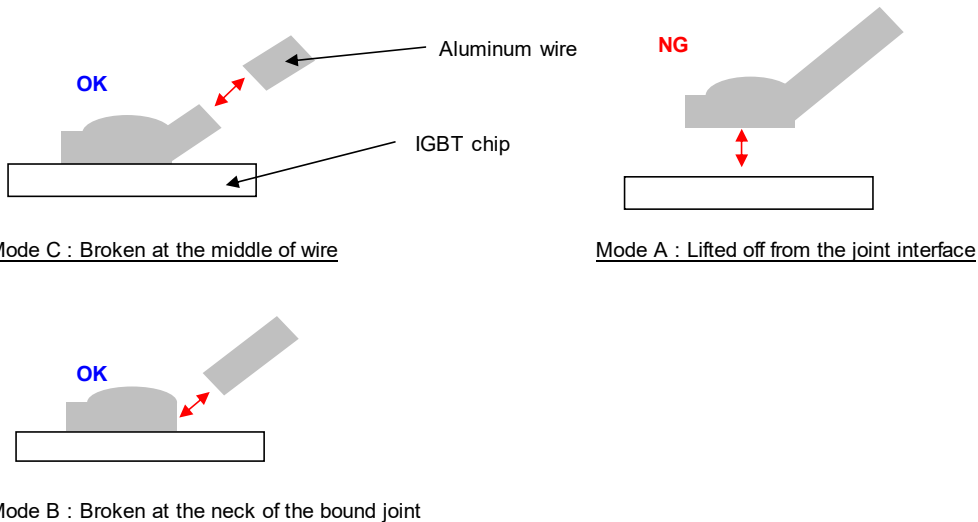 Aluminum wire
NG
OK
IGBT chip
Mode C : Broken at the middle of wire
Mode A : Lifted off from the joint interface
OK
Mode B : Broken at the neck of the bound joint